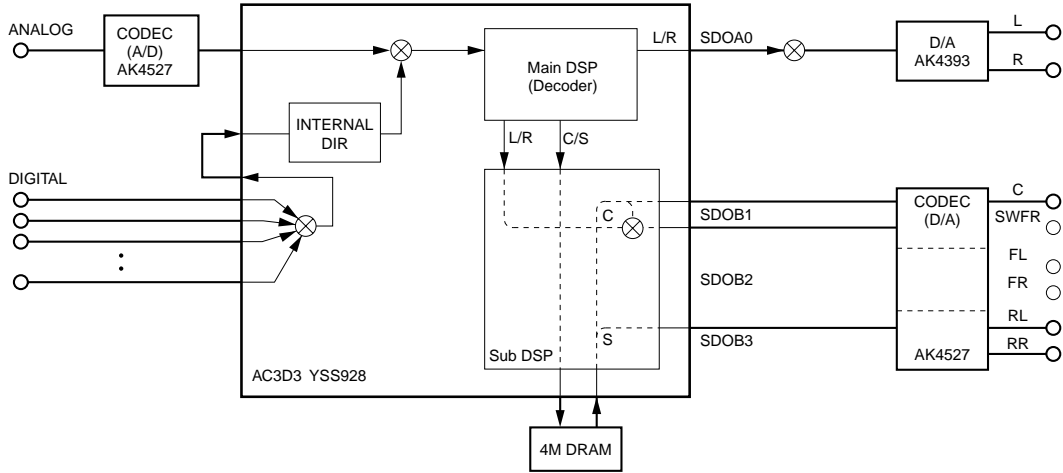 ANALOG
CODEC
(A/D)
AK4527
INTERNAL
DIR
DIGITAL
:
Main DSP
(Decoder)
L/R
L/R
C/S
C
S
Sub DSP
AC3D3 YSS928
4M DRAM
SDOA0
SDOB1
SDOB2
SDOB3
D/A
AK4393
L
R
CODEC
(D/A)
AK4527
C
SWFR
FL
FR
RL
RR